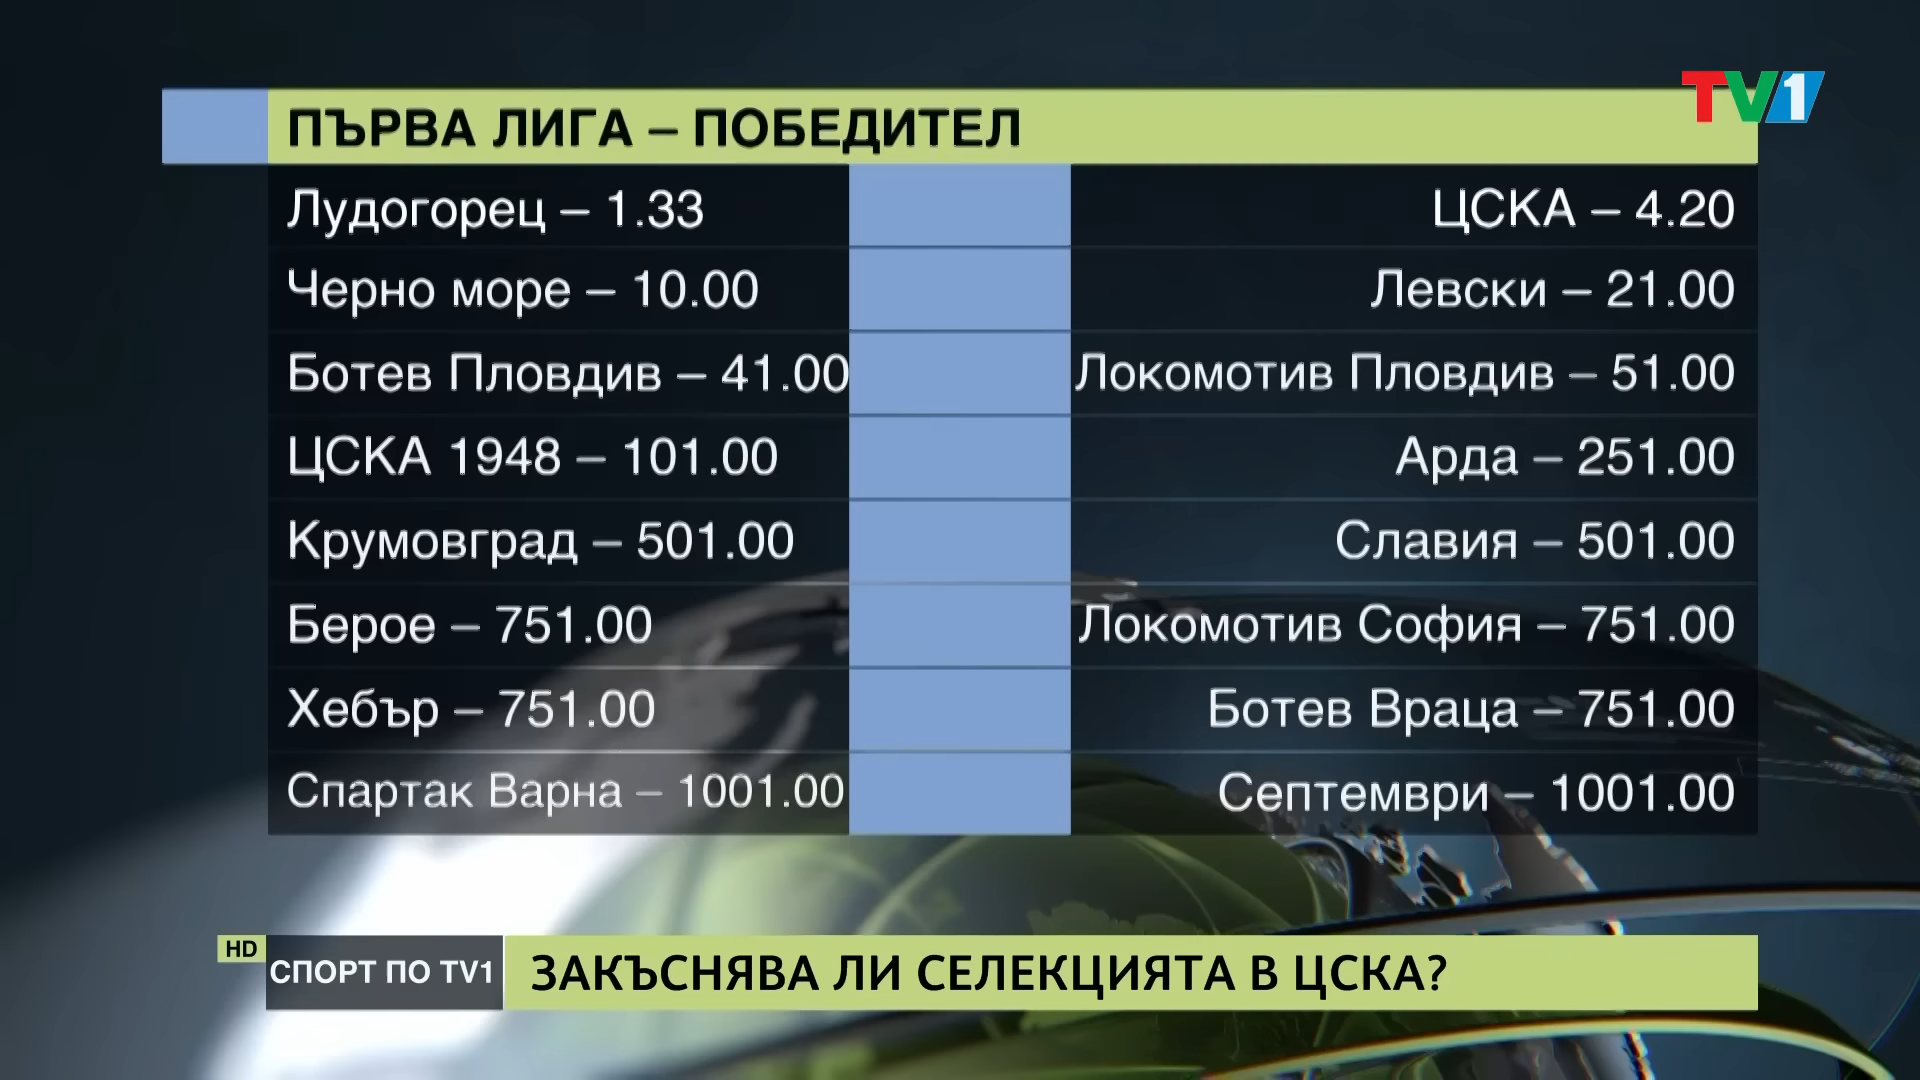 TV1
ПЪРВА ЛИГА – ПОБЕДИТЕЛ
Лудогорец – 1.33
ЦСКА – 4.20
Черно море – 10.00
Левски – 21.00
Ботев Пловдив – 41.00
Локомотив Пловдив – 51.00
ЦСКА 1948 – 101.00
Арда – 251.00
Крумовград – 501.00
Славия – 501.00
Берое – 751.00
Локомотив София – 751.00
Хебър – 751.00
Ботев Враца – 751.00
Спартак Варна – 1001.00
Септември – 1001.00
HD
СПОРТ ПО TV1
ЗАКЪСНЯВА ЛИ СЕЛЕКЦИЯТА В ЦСКА?